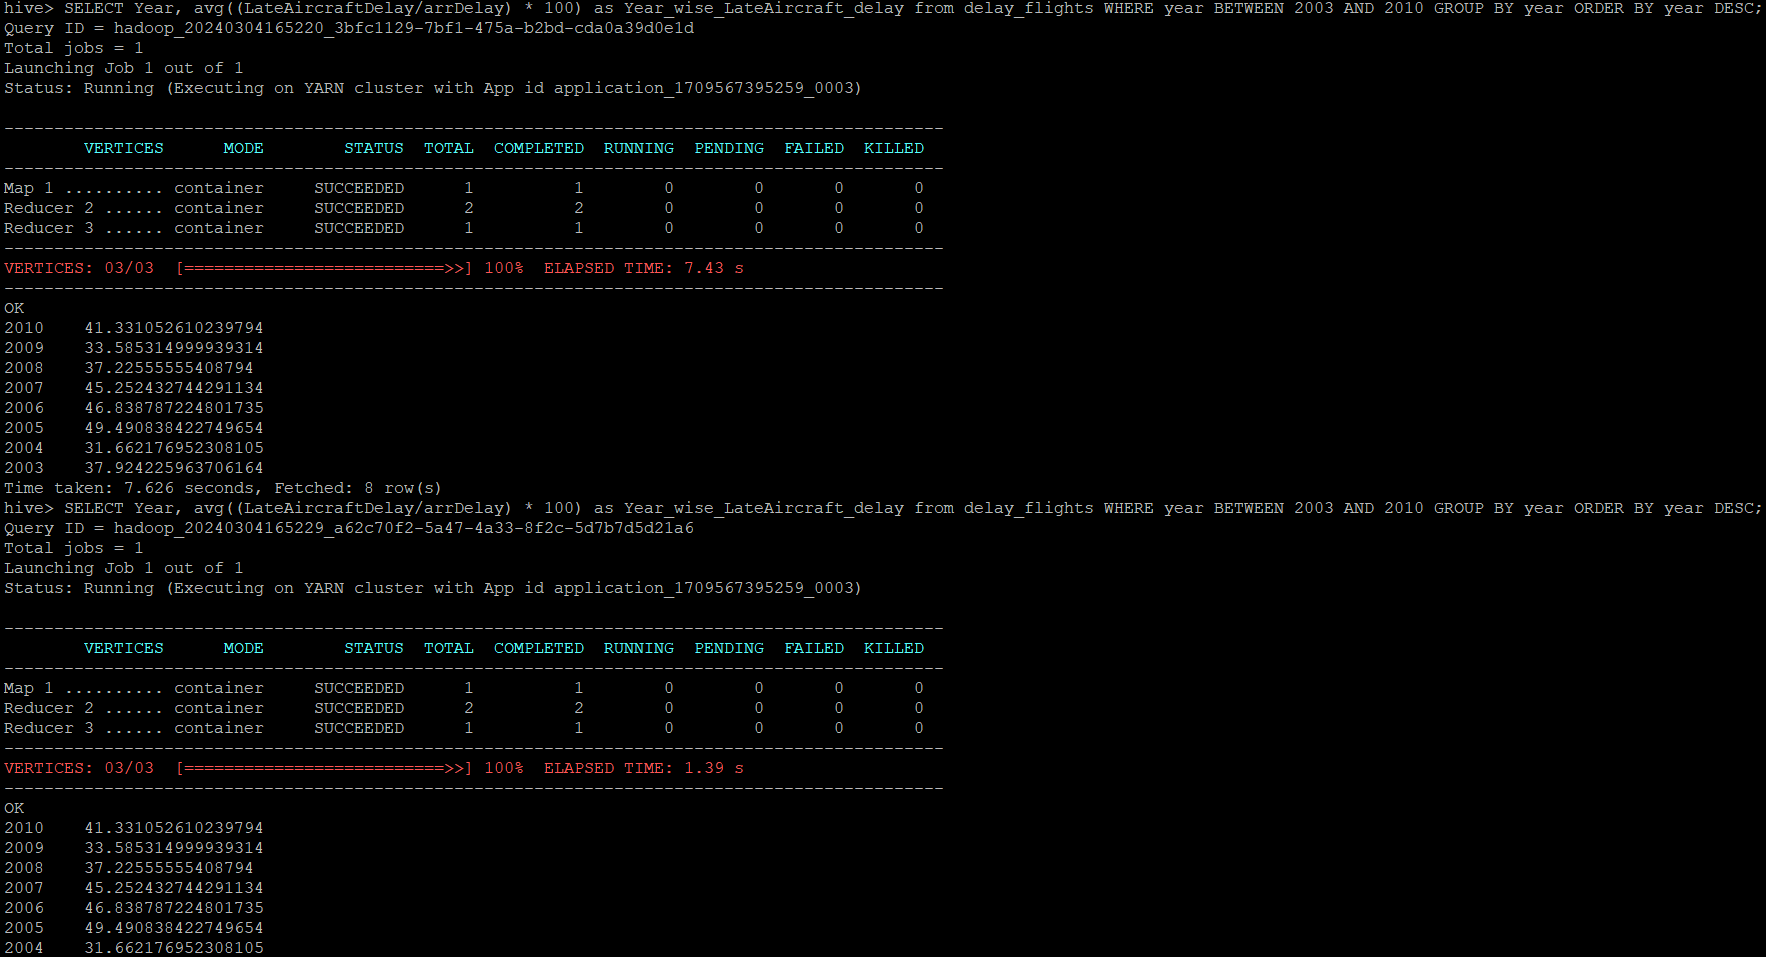 hive> SELECT Year, avg((LateAircraftDelay/arrDelay) * 100) as Year_wise_LateAircraft_delay from delay_flights WHERE year BETWEEN 2003 AND 2010 GROUP BY year ORDER BY year DESC;
Query ID = hadoop_20240304165220_3bfc1129-7bf1-475a-b2bd-cda0a39d0e1d
Total jobs = 1
Launching Job 1 out of 1
Status: Running (Executing on YARN cluster with App id application_1709567395259_0003)

----------------------------------------------------------------------------------------------
        VERTICES      MODE        STATUS  TOTAL  COMPLETED  RUNNING  PENDING  FAILED  KILLED
----------------------------------------------------------------------------------------------
Map 1 .......... container     SUCCEEDED      1          1        0        0       0       0
Reducer 2 ...... container     SUCCEEDED      2          2        0        0       0       0
Reducer 3 ...... container     SUCCEEDED      1          1        0        0       0       0
----------------------------------------------------------------------------------------------
VERTICES: 03/03  [==========================>>] 100%  ELAPSED TIME: 7.43 s
----------------------------------------------------------------------------------------------
OK
2010    41.331052610239794
2009    33.585314999939314
2008    37.22555555408794
2007    45.252432744291134
2006    46.838787224801735
2005    49.490838422749654
2004    31.662176952308105
2003    37.924225963706164
Time taken: 7.626 seconds, Fetched: 8 row(s)
hive> SELECT Year, avg((LateAircraftDelay/arrDelay) * 100) as Year_wise_LateAircraft_delay from delay_flights WHERE year BETWEEN 2003 AND 2010 GROUP BY year ORDER BY year DESC;
Query ID = hadoop_20240304165229_a62c70f2-5a47-4a33-8f2c-5d7b7d5d21a6
Total jobs = 1
Launching Job 1 out of 1
Status: Running (Executing on YARN cluster with App id application_1709567395259_0003)

----------------------------------------------------------------------------------------------
        VERTICES      MODE        STATUS  TOTAL  COMPLETED  RUNNING  PENDING  FAILED  KILLED
----------------------------------------------------------------------------------------------
Map 1 .......... container     SUCCEEDED      1          1        0        0       0       0
Reducer 2 ...... container     SUCCEEDED      2          2        0        0       0       0
Reducer 3 ...... container     SUCCEEDED      1          1        0        0       0       0
----------------------------------------------------------------------------------------------
VERTICES: 03/03  [==========================>>] 100%  ELAPSED TIME: 1.39 s
----------------------------------------------------------------------------------------------
OK
2010    41.331052610239794
2009    33.585314999939314
2008    37.22555555408794
2007    45.252432744291134
2006    46.838787224801735
2005    49.490838422749654
2004    31.662176952308105